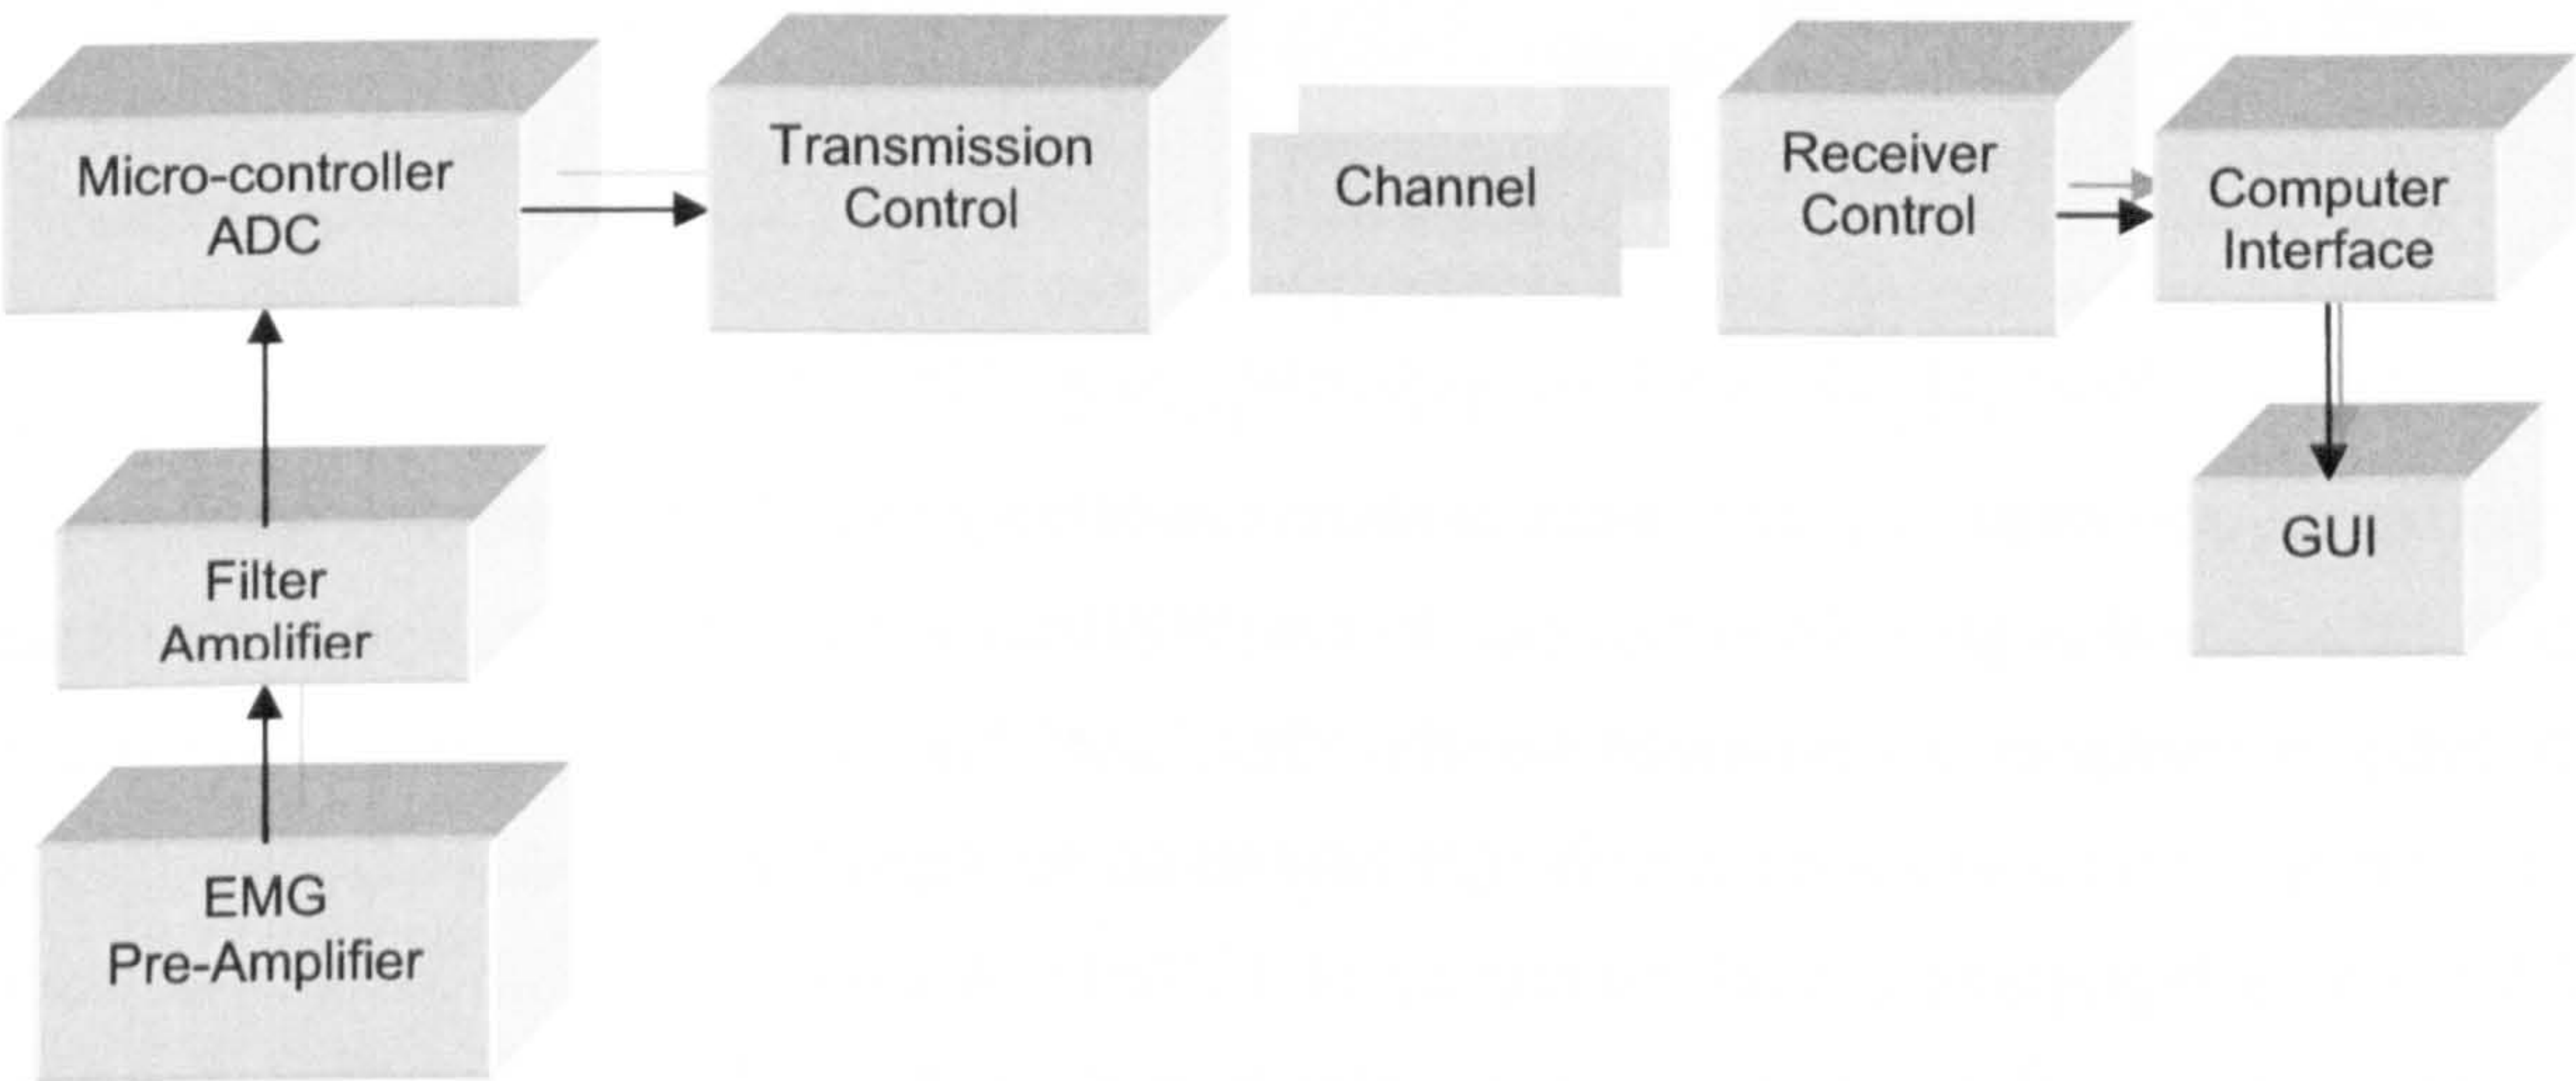 Micro-controller
ADC
Transmission
Control
Channel
Receiver
Control
Computer
Interface
Filter
Amplifier
GUI
EMG
Pre-Amplifier